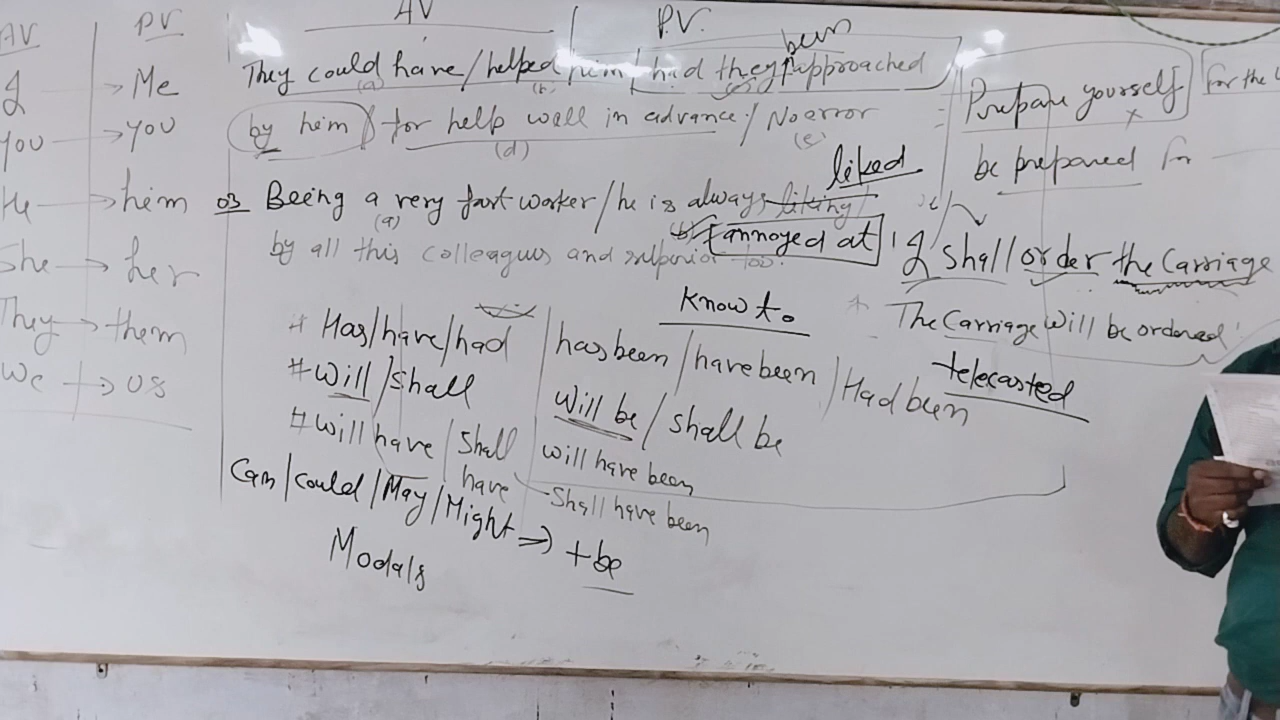 AV PV
I → Me
You → you
He → him
She → her
They → them
We → us
AV P.V.
been
They could have / helped him / had they approached
(a) (b) (c)
by him / for help well in advance / No error
(d) (e)
liked
Q3 Being a very fast worker / he is always liking /
(a) (b)
by all this colleagues and superior too.
annoyed at
Know to
# Has/have/had | has been / have been / Had been
# Will / Shall Will be / Shall be
# Will have / Shall have will have been
Shall have been
Can / Could / May / Might ⇒ + be
Modals
telecasted
Prepare yourself for the
x
be prepared for
I shall order the Carriage
* The Carriage will be ordered